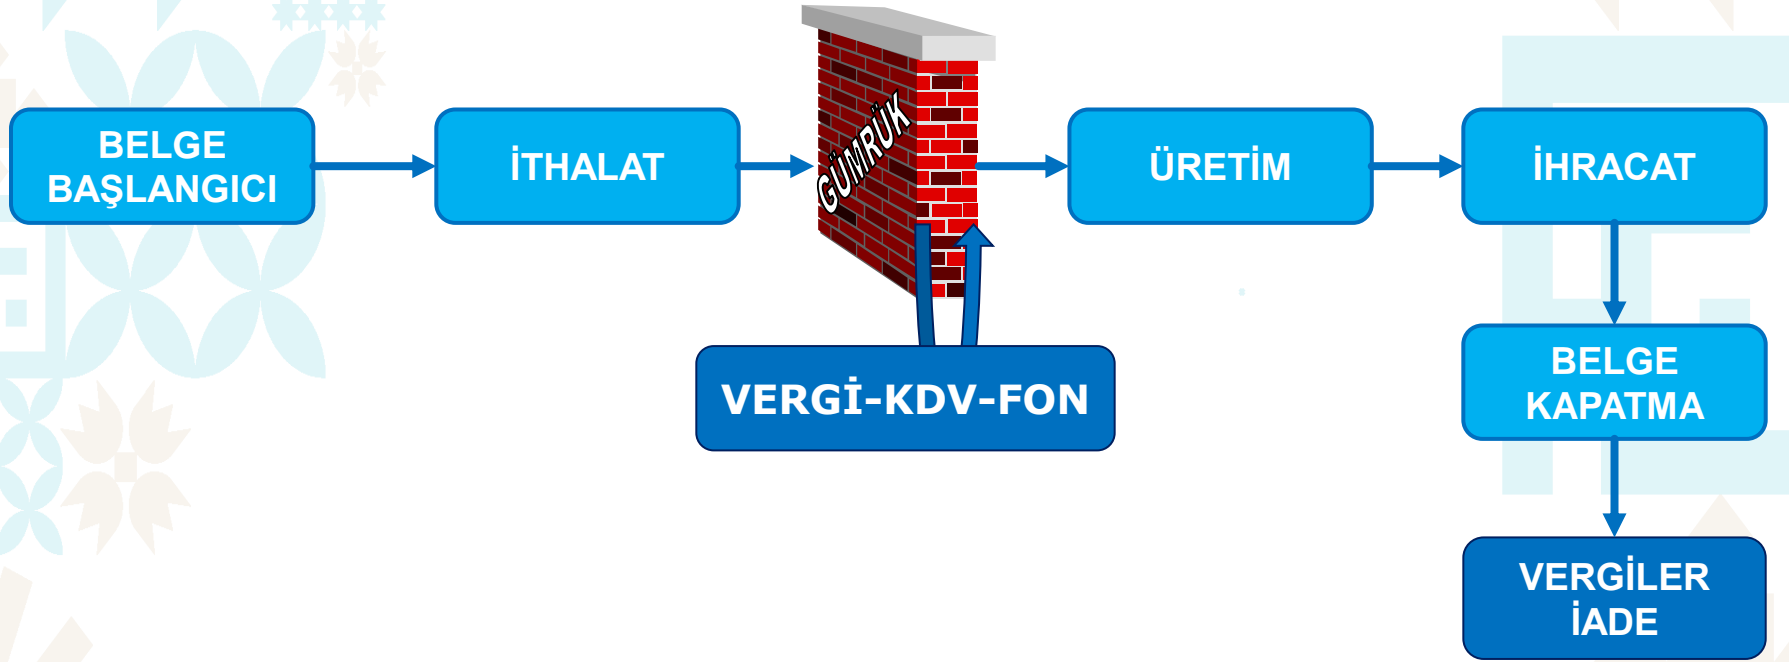 BELGE
BAŞLANGICI
İTHALAT
GÜMRÜK
ÜRETİM
İHRACAT
VERGİ-KDV-FON
BELGE
KAPATMA
VERGİLER
İADE